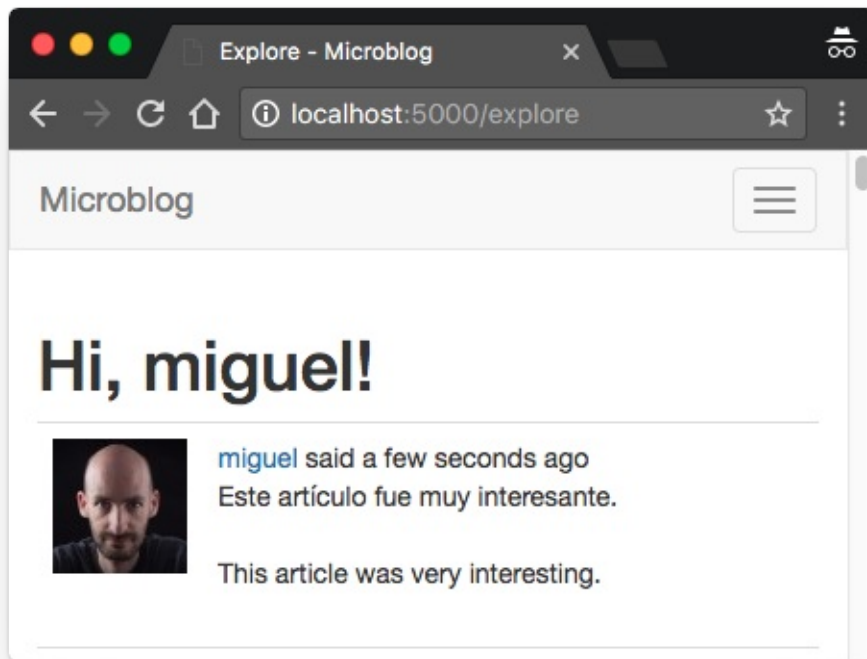 Explore - Microblog
localhost:5000/explore
Microblog
Hi, miguel!
miguel said a few seconds ago
Este artículo fue muy interesante.
This article was very interesting.